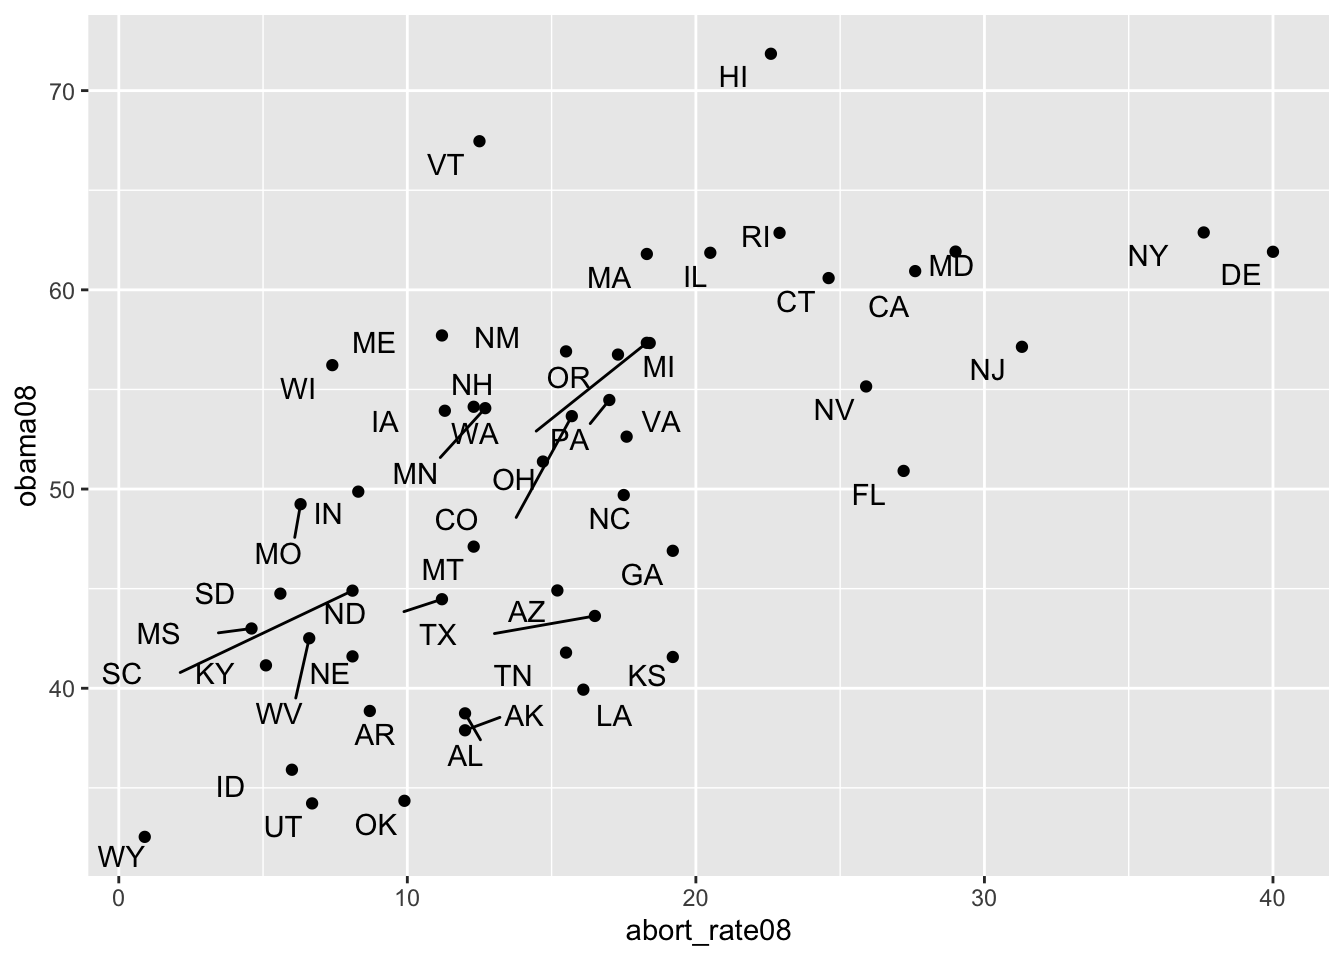 obama08
70
60
50
40
HI
VT
RI
MA
IL
MD
NY
DE
CT
CA
ME
NM
MI
NJ
WI
OR
NH
NV
IA
WA
PA
VA
MN
OH
FL
IN
CO
NC
MO
MT
GA
SD
ND
AZ
MS
TX
SC
KY
NE
TN
KS
WV
AK
LA
AR
AL
ID
UT
OK
WY
0
10
20
30
40
abort_rate08